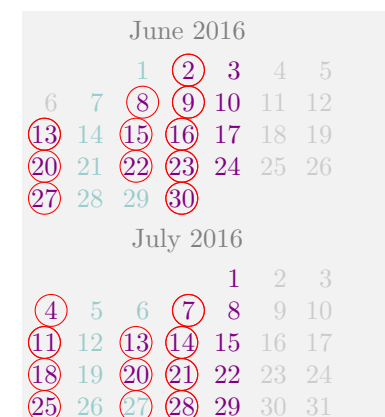 June 2016
1 2 3 4 5
6 7 8 9 10 11 12
13 14 15 16 17 18 19
20 21 22 23 24 25 26
27 28 29 30
July 2016
1 2 3
4 5 6 7 8 9 10
11 12 13 14 15 16 17
18 19 20 21 22 23 24
25 26 27 28 29 30 31